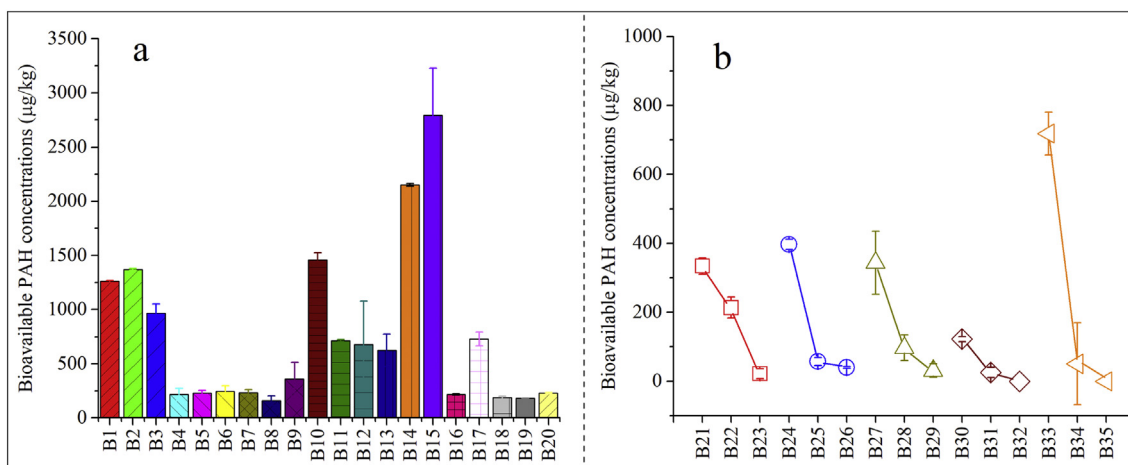 a
Bioavailable PAH concentrations (µg/kg)
3500
3000
2500
2000
1500
1000
500
0
B1 B2 B3 B4 B5 B6 B7 B8 B9 B10 B11 B12 B13 B14 B15 B16 B17 B18 B19 B20
b
Bioavailable PAH concentrations (µg/kg)
1000
800
600
400
200
0
B21 B22 B23 B24 B25 B26 B27 B28 B29 B30 B31 B32 B33 B34 B35